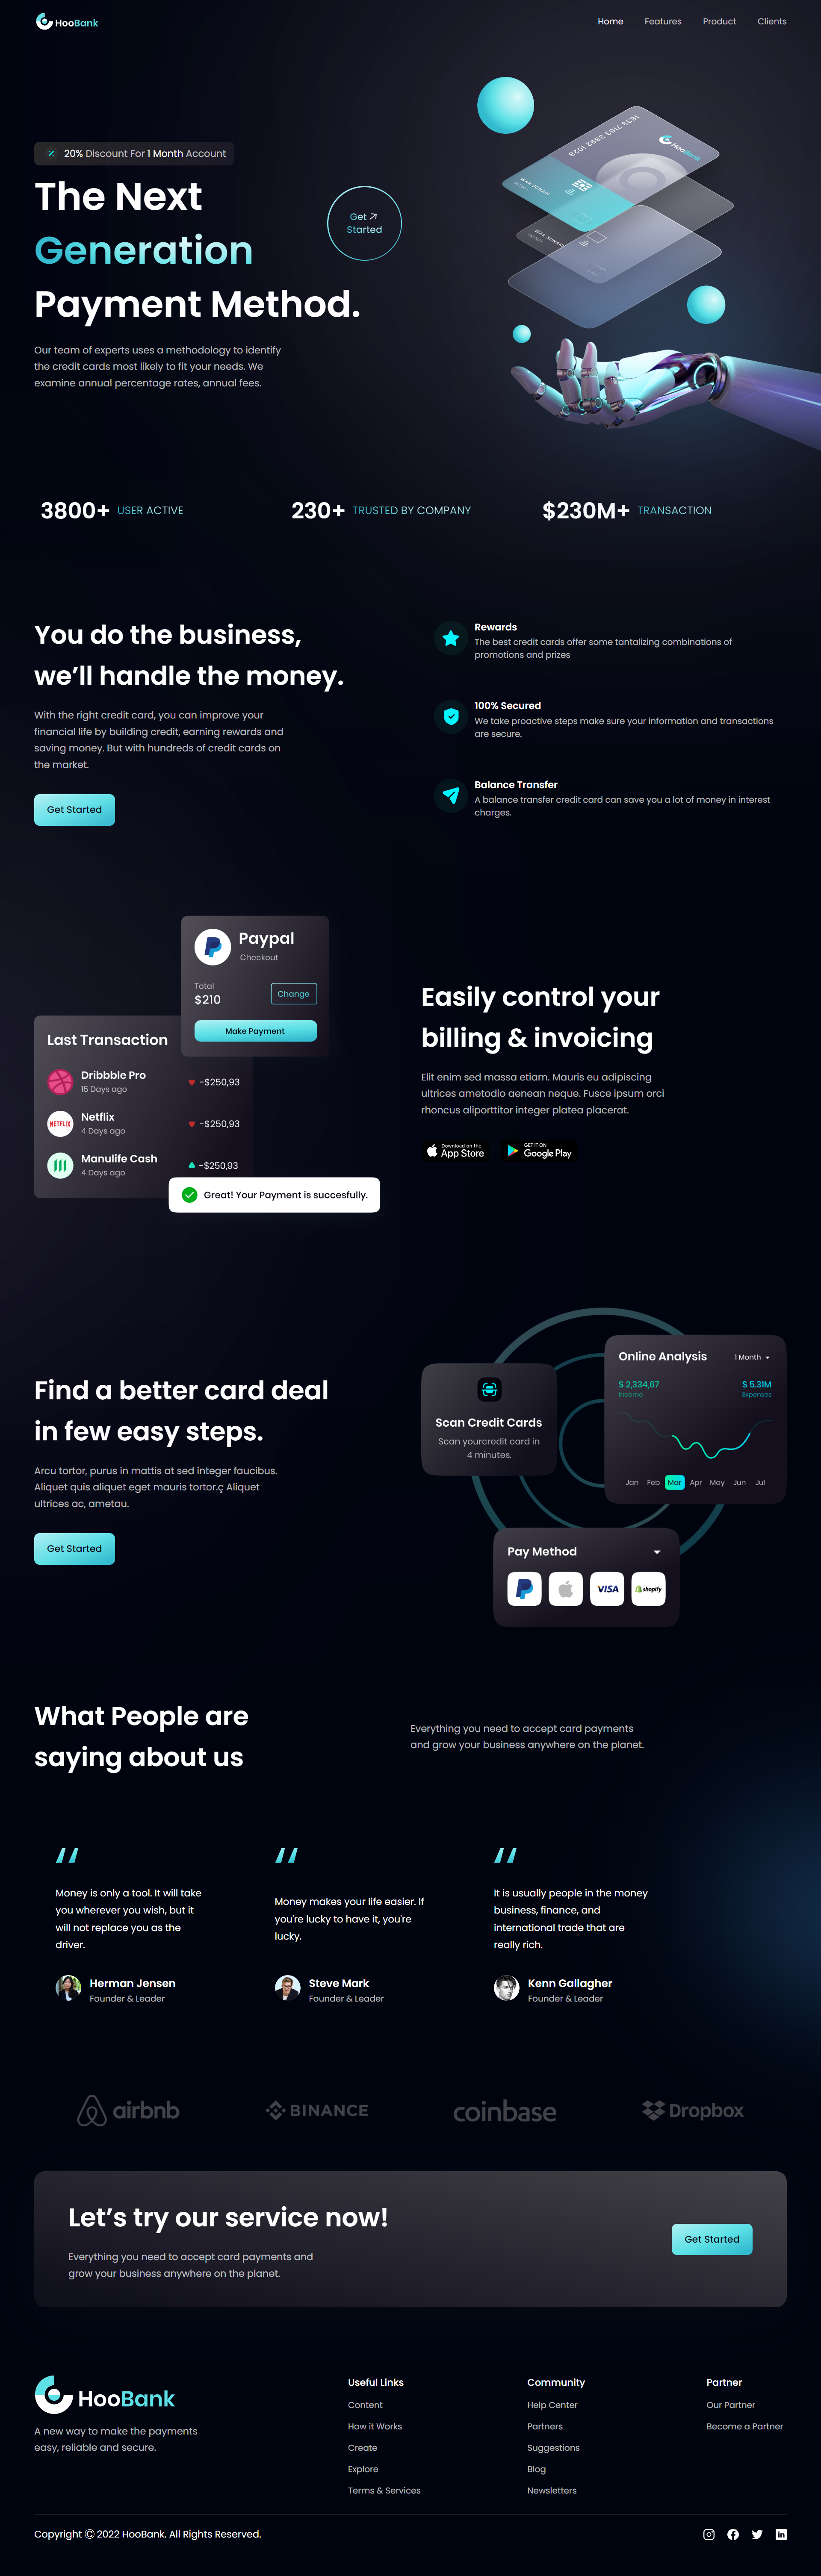 HooBank
Home Features Product Clients
20% Discount For 1 Month Account
The Next
Generation
Payment Method.
Get
Started
Our team of experts uses a methodology to identify
the credit cards most likely to fit your needs. We
examine annual percentage rates, annual fees.
1833 7163 3892 1028
HooBank
3800+ USER ACTIVE
230+ TRUSTED BY COMPANY
$230M+ TRANSACTION
You do the business,
we’ll handle the money.
With the right credit card, you can improve your
financial life by building credit, earning rewards and
saving money. But with hundreds of credit cards on
the market.
Get Started
Rewards
The best credit cards offer some tantalizing combinations of
promotions and prizes
100% Secured
We take proactive steps make sure your information and transactions
are secure.
Balance Transfer
A balance transfer credit card can save you a lot of money in interest
charges.
Paypal
Checkout
Total
$210
Change
Make Payment
Last Transaction
Dribbble Pro
15 Days ago
-$250,93
NETFLIX
Netflix
4 Days ago
-$250,93
Manulife Cash
4 Days ago
-$250,93
Great! Your Payment is succesfully.
Easily control your
billing & invoicing
Elit enim sed massa etiam. Mauris eu adipiscing
ultrices ametodio aenean neque. Fusce ipsum orci
rhoncus aliporttitor integer platea placerat.
Download on the
App Store
GET IT ON
Google Play
Find a better card deal
in few easy steps.
Arcu tortor, purus in mattis at sed integer faucibus.
Aliquet quis aliquet eget mauris tortor.ç Aliquet
ultrices ac, ametau.
Get Started
Scan Credit Cards
Scan yourcredit card in
4 minutes.
Online Analysis
1 Month
$ 2,334,67
Income
$ 5.31M
Expenses
Jan Feb Mar Apr May Jun Jul
Pay Method
VISA
shopify
What People are
saying about us
Everything you need to accept card payments
and grow your business anywhere on the planet.
Money is only a tool. It will take
you wherever you wish, but it
will not replace you as the
driver.
Herman Jensen
Founder & Leader
Money makes your life easier. If
you're lucky to have it, you're
lucky.
Steve Mark
Founder & Leader
It is usually people in the money
business, finance, and
international trade that are
really rich.
Kenn Gallagher
Founder & Leader
airbnb
BINANCE
coinbase
Dropbox
Let’s try our service now!
Everything you need to accept card payments and
grow your business anywhere on the planet.
Get Started
HooBank
A new way to make the payments
easy, reliable and secure.
Useful Links
Content
How it Works
Create
Explore
Terms & Services
Community
Help Center
Partners
Suggestions
Blog
Newsletters
Partner
Our Partner
Become a Partner
Copyright Ⓒ 2022 HooBank. All Rights Reserved.